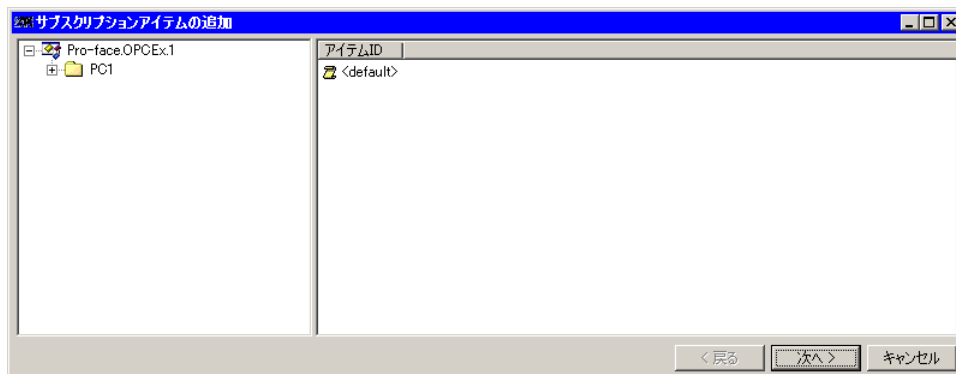 サブスクリプションアイテムの追加
Pro-face.OPCEx.1
PC1
アイテムID
<default>
< 戻る
次へ >
キャンセル